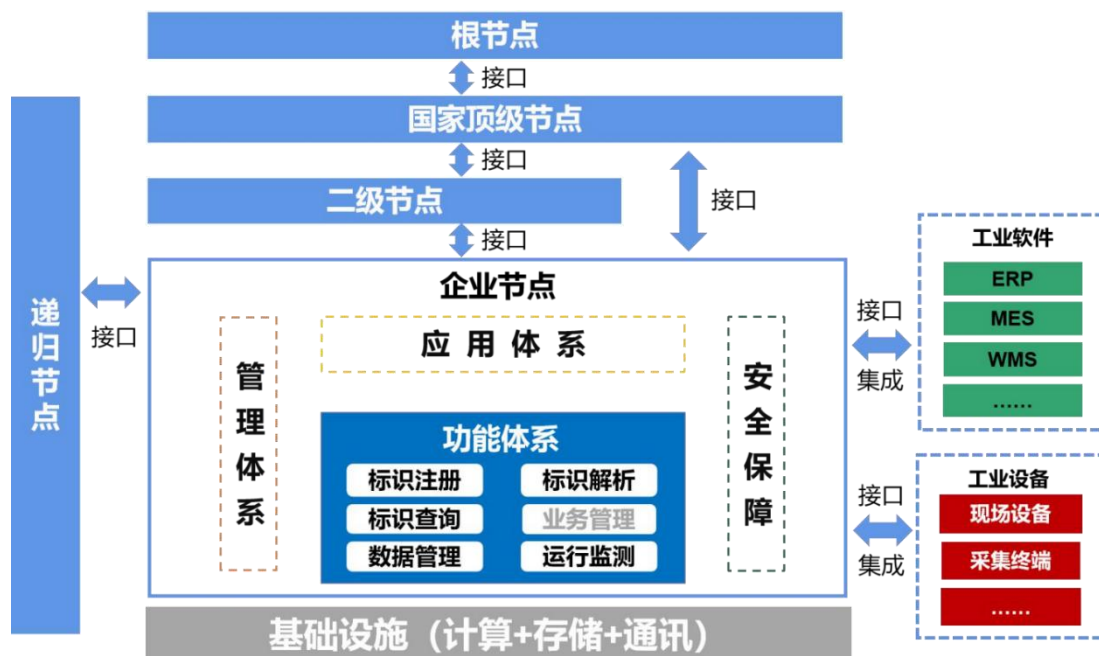 根节点
接口
国家顶级节点
接口
接口
二级节点
接口
递归节点
接口
企业节点
应用体系
管理体系
安全保障
功能体系
标识注册
标识解析
标识查询
业务管理
数据管理
运行监测
接口
集成
工业软件
ERP
MES
WMS
......
接口
集成
工业设备
现场设备
采集终端
......
基础设施（计算+存储+通讯）